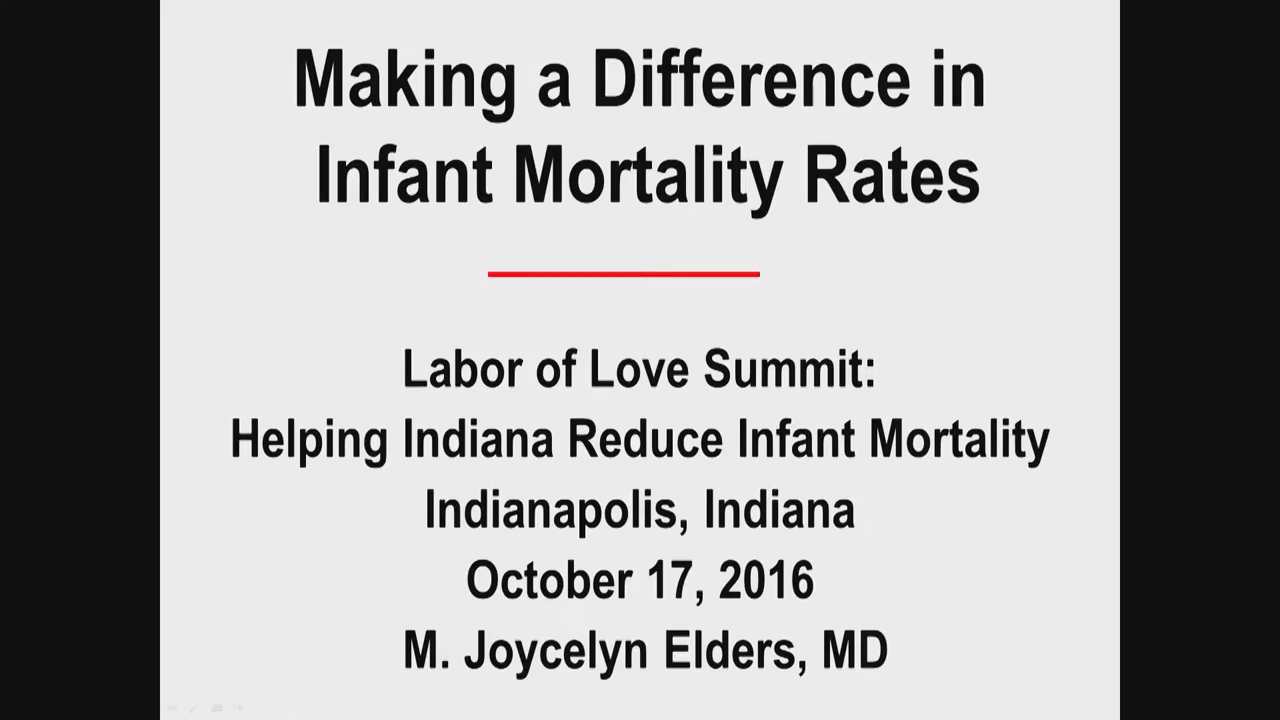 Making a Difference in
Infant Mortality Rates
Labor of Love Summit:
Helping Indiana Reduce Infant Mortality
Indianapolis, Indiana
October 17, 2016
M. Joycelyn Elders, MD